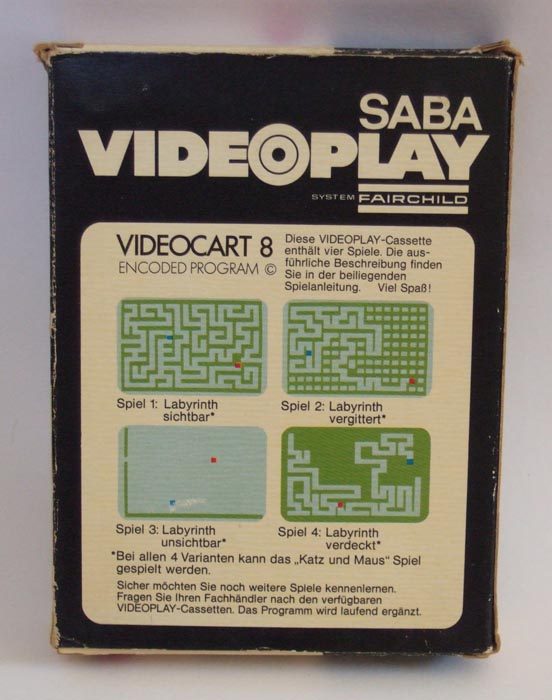 SABA
VIDEOPLAY
SYSTEM FAIRCHILD
VIDEOCART 8
ENCODED PROGRAM ©
Diese VIDEOPLAY-Cassette
enthält vier Spiele. Die aus-
führliche Beschreibung finden
Sie in der beiliegenden
Spielanleitung. Viel Spaß!
Spiel 1: Labyrinth
sichtbar*
Spiel 2: Labyrinth
vergittert*
Spiel 3: Labyrinth
unsichtbar*
Spiel 4: Labyrinth
verdeckt*
*Bei allen 4 Varianten kann das „Katz und Maus" Spiel
gespielt werden.
Sicher möchten Sie noch weitere Spiele kennenlernen.
Fragen Sie Ihren Fachhändler nach den verfügbaren
VIDEOPLAY-Cassetten. Das Programm wird laufend ergänzt.